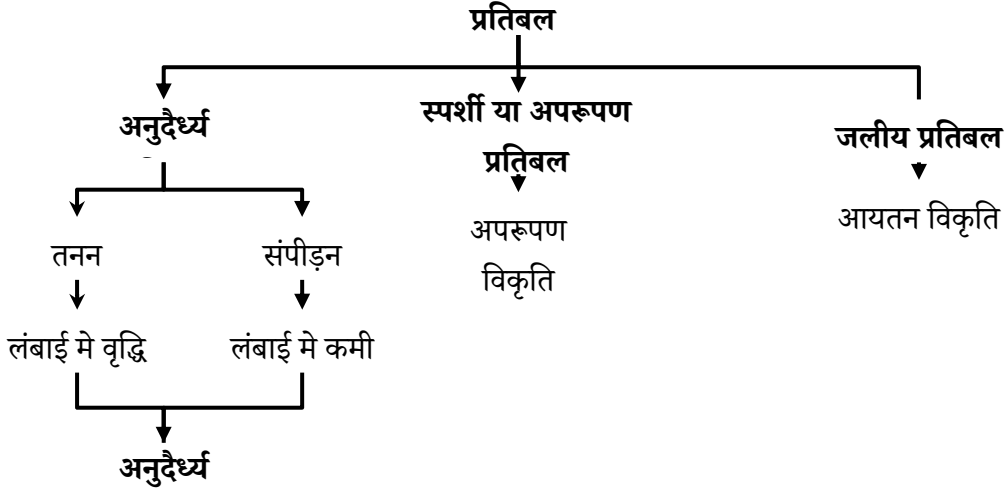 प्रतिबल
अनुदैर्ध्य
स्पर्शी या अपरूपण
प्रतिबल
जलीय प्रतिबल
तनन
संपीड़न
अपरूपण
विकृति
आयतन विकृति
लंबाई मे वृद्धि
लंबाई मे कमी
अनुदैर्ध्य